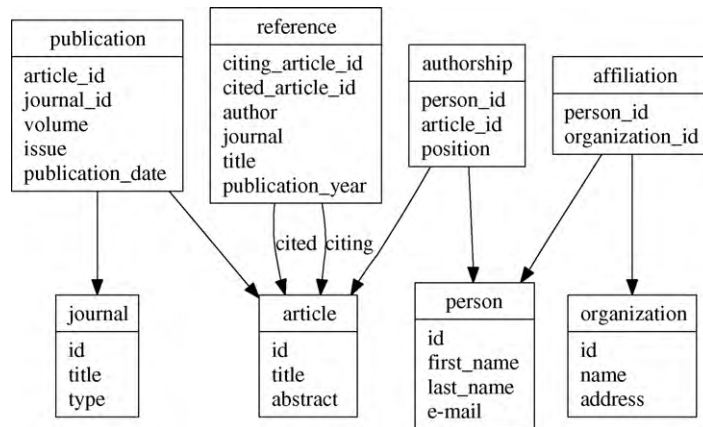 publication
article_id
journal_id
volume
issue
publication_date
reference
citing_article_id
cited_article_id
author
journal
title
publication_year
authorship
person_id
article_id
position
affiliation
person_id
organization_id
cited
citing
journal
id
title
type
article
id
title
abstract
person
id
first_name
last_name
e-mail
organization
id
name
address